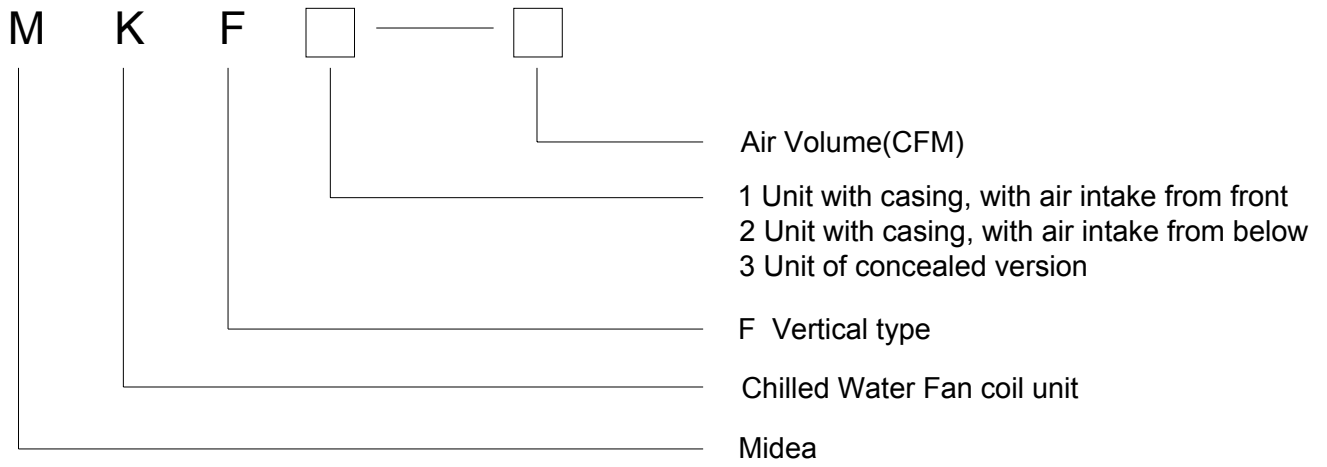 M K F □ — □
Air Volume(CFM)
1 Unit with casing, with air intake from front
2 Unit with casing, with air intake from below
3 Unit of concealed version
F Vertical type
Chilled Water Fan coil unit
Midea